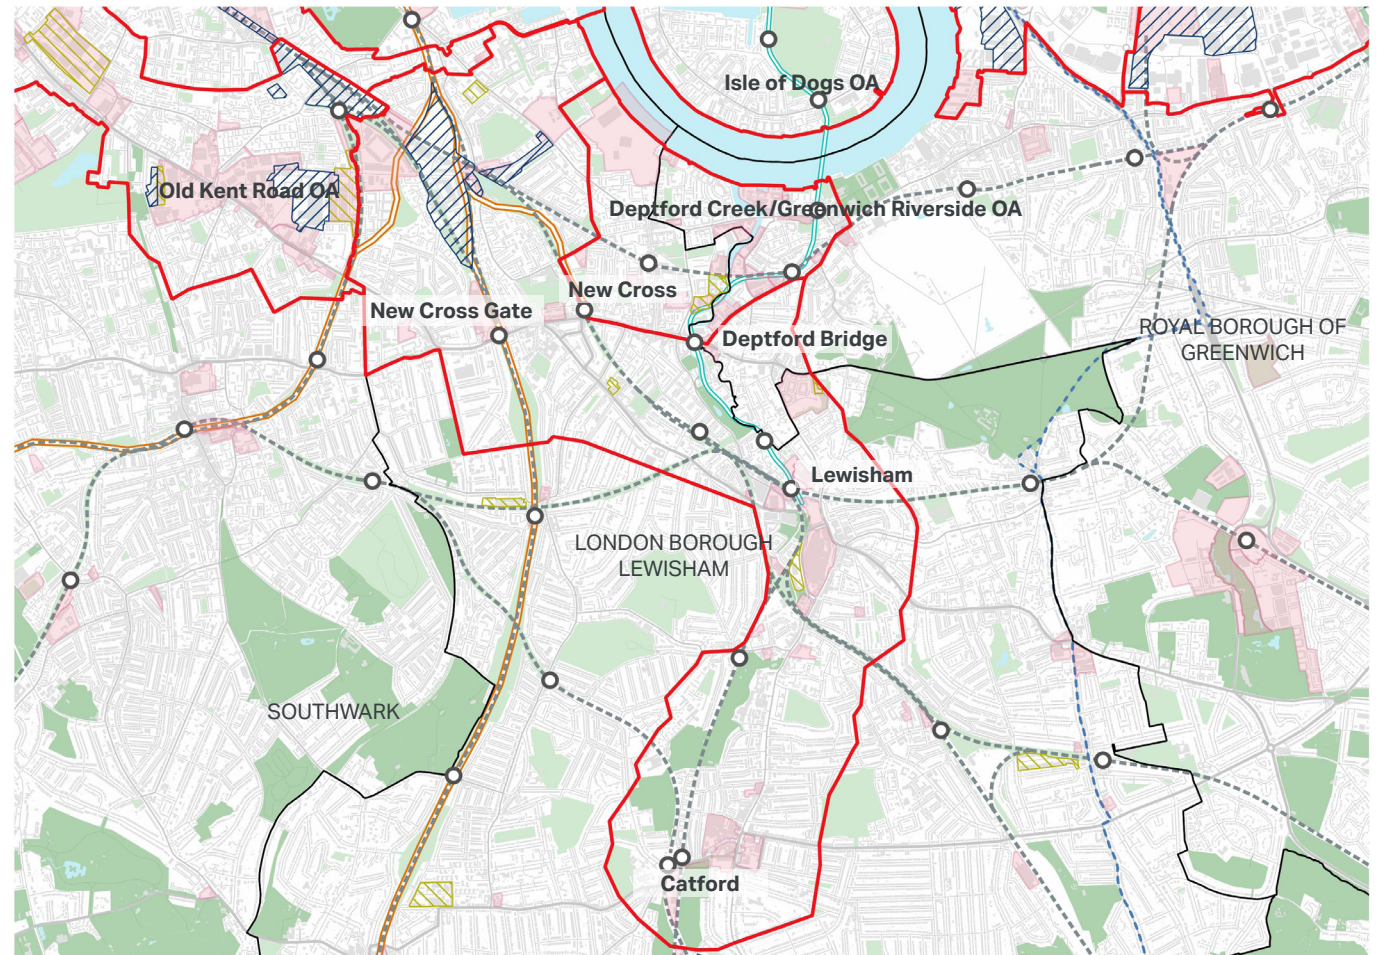 Isle of Dogs OA
Old Kent Road OA
Deptford Creek/Greenwich Riverside OA
New Cross
New Cross Gate
Deptford Bridge
ROYAL BOROUGH OF
GREENWICH
Lewisham
LONDON BOROUGH
LEWISHAM
SOUTHWARK
Catford